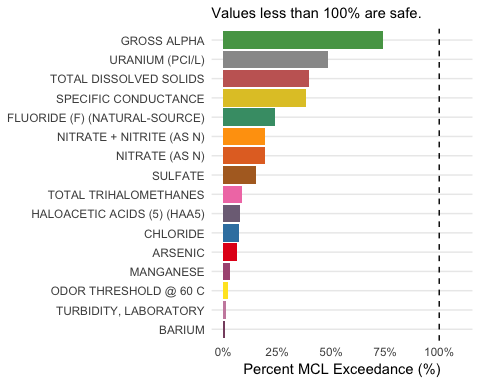 Values less than 100% are safe.
GROSS ALPHA
URANIUM (PCI/L)
TOTAL DISSOLVED SOLIDS
SPECIFIC CONDUCTANCE
FLUORIDE (F) (NATURAL-SOURCE)
NITRATE + NITRITE (AS N)
NITRATE (AS N)
SULFATE
TOTAL TRIHALOMETHANES
HALOACETIC ACIDS (5) (HAA5)
CHLORIDE
ARSENIC
MANGANESE
ODOR THRESHOLD @ 60 C
TURBIDITY, LABORATORY
BARIUM
0% 25% 50% 75% 100%
Percent MCL Exceedance (%)